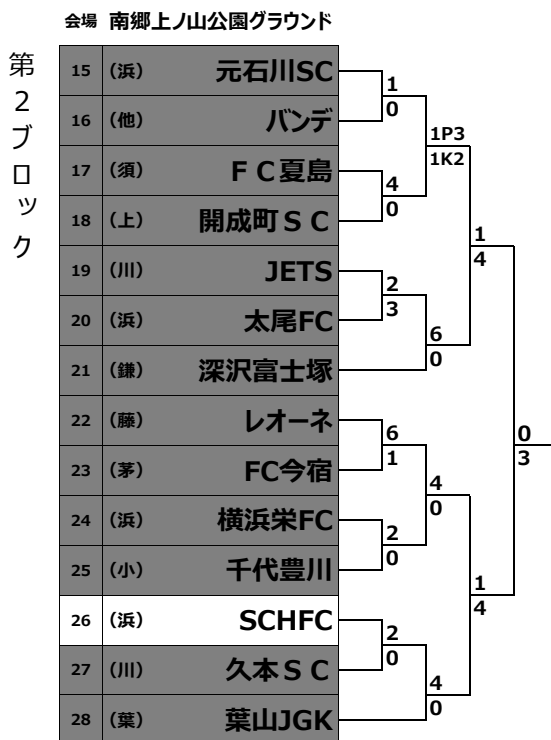 会場 南郷上ノ山公園グラウンド
第2ブロック
15 (浜) 元石川SC
16 (他) バンデ
17 (須) FC夏島
18 (上) 開成町SC
19 (川) JETS
20 (浜) 太尾FC
21 (鎌) 深沢富士塚
22 (藤) レオーネ
23 (茅) FC今宿
24 (浜) 横浜栄FC
25 (小) 千代豊川
26 (浜) SCHFC
27 (川) 久本SC
28 (葉) 葉山JGK
1
0
4
0
2
3
6
1
2
0
2
0
1P3
1K2
6
0
4
0
4
0
1
4
1
4
0
3